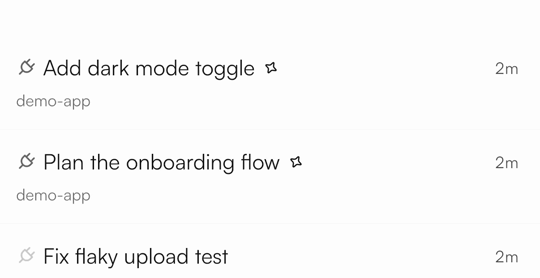 Add dark mode toggle 2m
demo-app
Plan the onboarding flow 2m
demo-app
Fix flaky upload test 2m